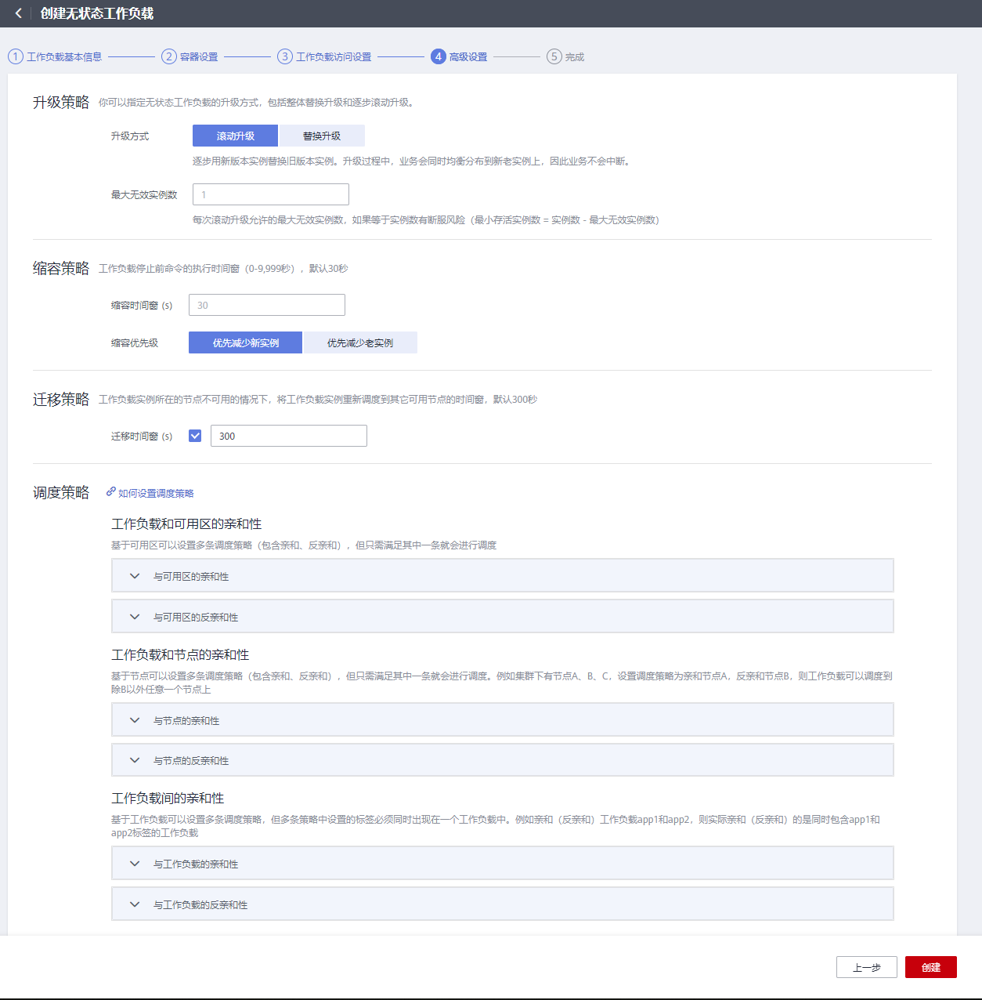 创建无状态工作负载
1 工作负载基本信息 2 容器设置 3 工作负载访问设置 4 高级设置 5 完成
升级策略 你可以指定无状态工作负载的升级方式，包括整体替换升级和逐步滚动升级。
升级方式 滚动升级 替换升级
逐步用新版本实例替换旧版本实例。升级过程中，业务会同时均衡分布到新老实例上，因此业务不会中断。
最大无效实例数 1
每次滚动升级允许的最大无效实例数，如果等于实例数有断服风险（最小存活实例数 = 实例数 - 最大无效实例数）
缩容策略 工作负载停止前命令的执行时间窗（0-9,999秒），默认30秒
缩容时间窗 (s) 30
缩容优先级 优先减少新实例 优先减少老实例
迁移策略 工作负载实例所在的节点不可用的情况下，将工作负载实例重新调度到其它可用节点的时间窗，默认300秒
迁移时间窗 (s) 300
调度策略 如何设置调度策略
工作负载和可用区的亲和性
基于可用区可以设置多条调度策略（包含亲和、反亲和），但只需满足其中一条就会进行调度
与可用区的亲和性
与可用区的反亲和性
工作负载和节点的亲和性
基于节点可以设置多条调度策略（包含亲和、反亲和），但只需满足其中一条就会进行调度。例如集群下有节点A、B、C，设置调度策略为亲和节点A，反亲和节点B，则工作负载可以调度到
除B以外任意一个节点上
与节点的亲和性
与节点的反亲和性
工作负载间的亲和性
基于工作负载可以设置多条调度策略，但多条策略中设置的标签必须同时出现在一个工作负载中。例如亲和（反亲和）工作负载app1和app2，则实际亲和（反亲和）的是同时包含app1和
app2标签的工作负载
与工作负载的亲和性
与工作负载的反亲和性
上一步 创建